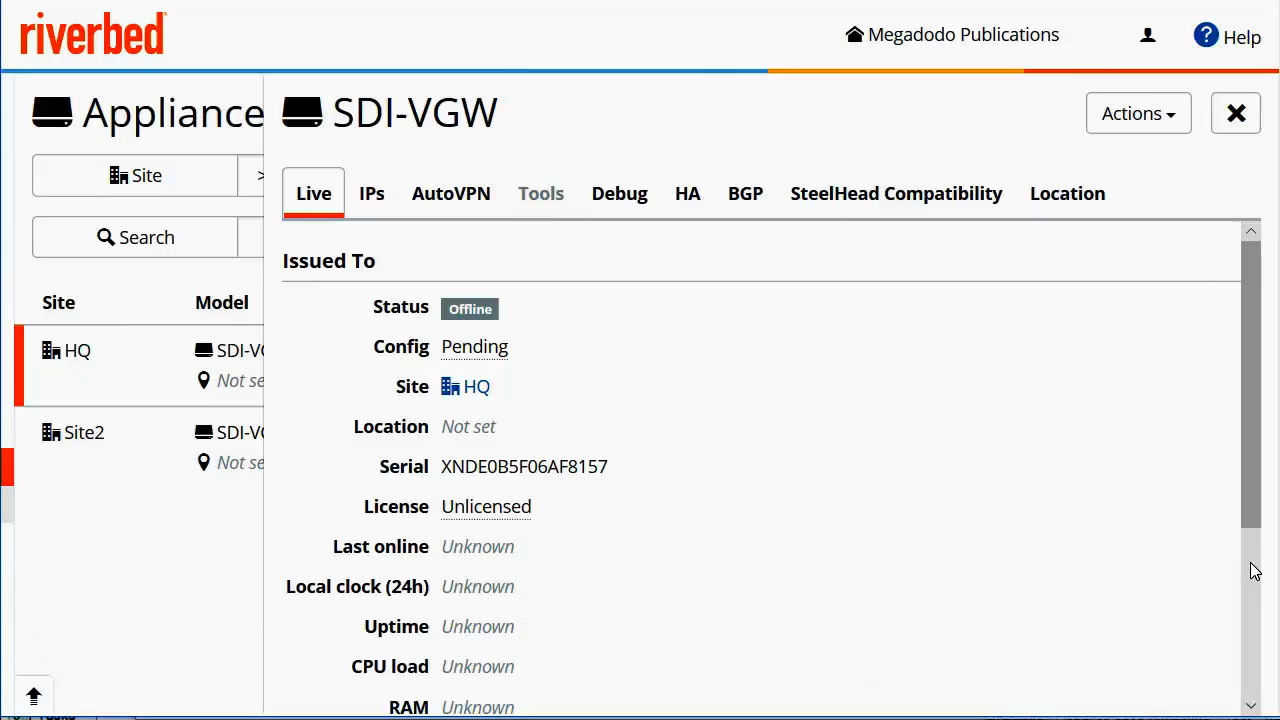 riverbed
Megadodo Publications
? Help
Appliance
SDI-VGW
Actions
Site
>
Search
Live IPs AutoVPN Tools Debug HA BGP SteelHead Compatibility Location
Issued To
Site Model
HQ SDI-VG
Not se
Site2 SDI-VG
Not se
Status Offline
Config Pending
Site HQ
Location Not set
Serial XNDE0B5F06AF8157
License Unlicensed
Last online Unknown
Local clock (24h) Unknown
Uptime Unknown
CPU load Unknown
RAM Unknown